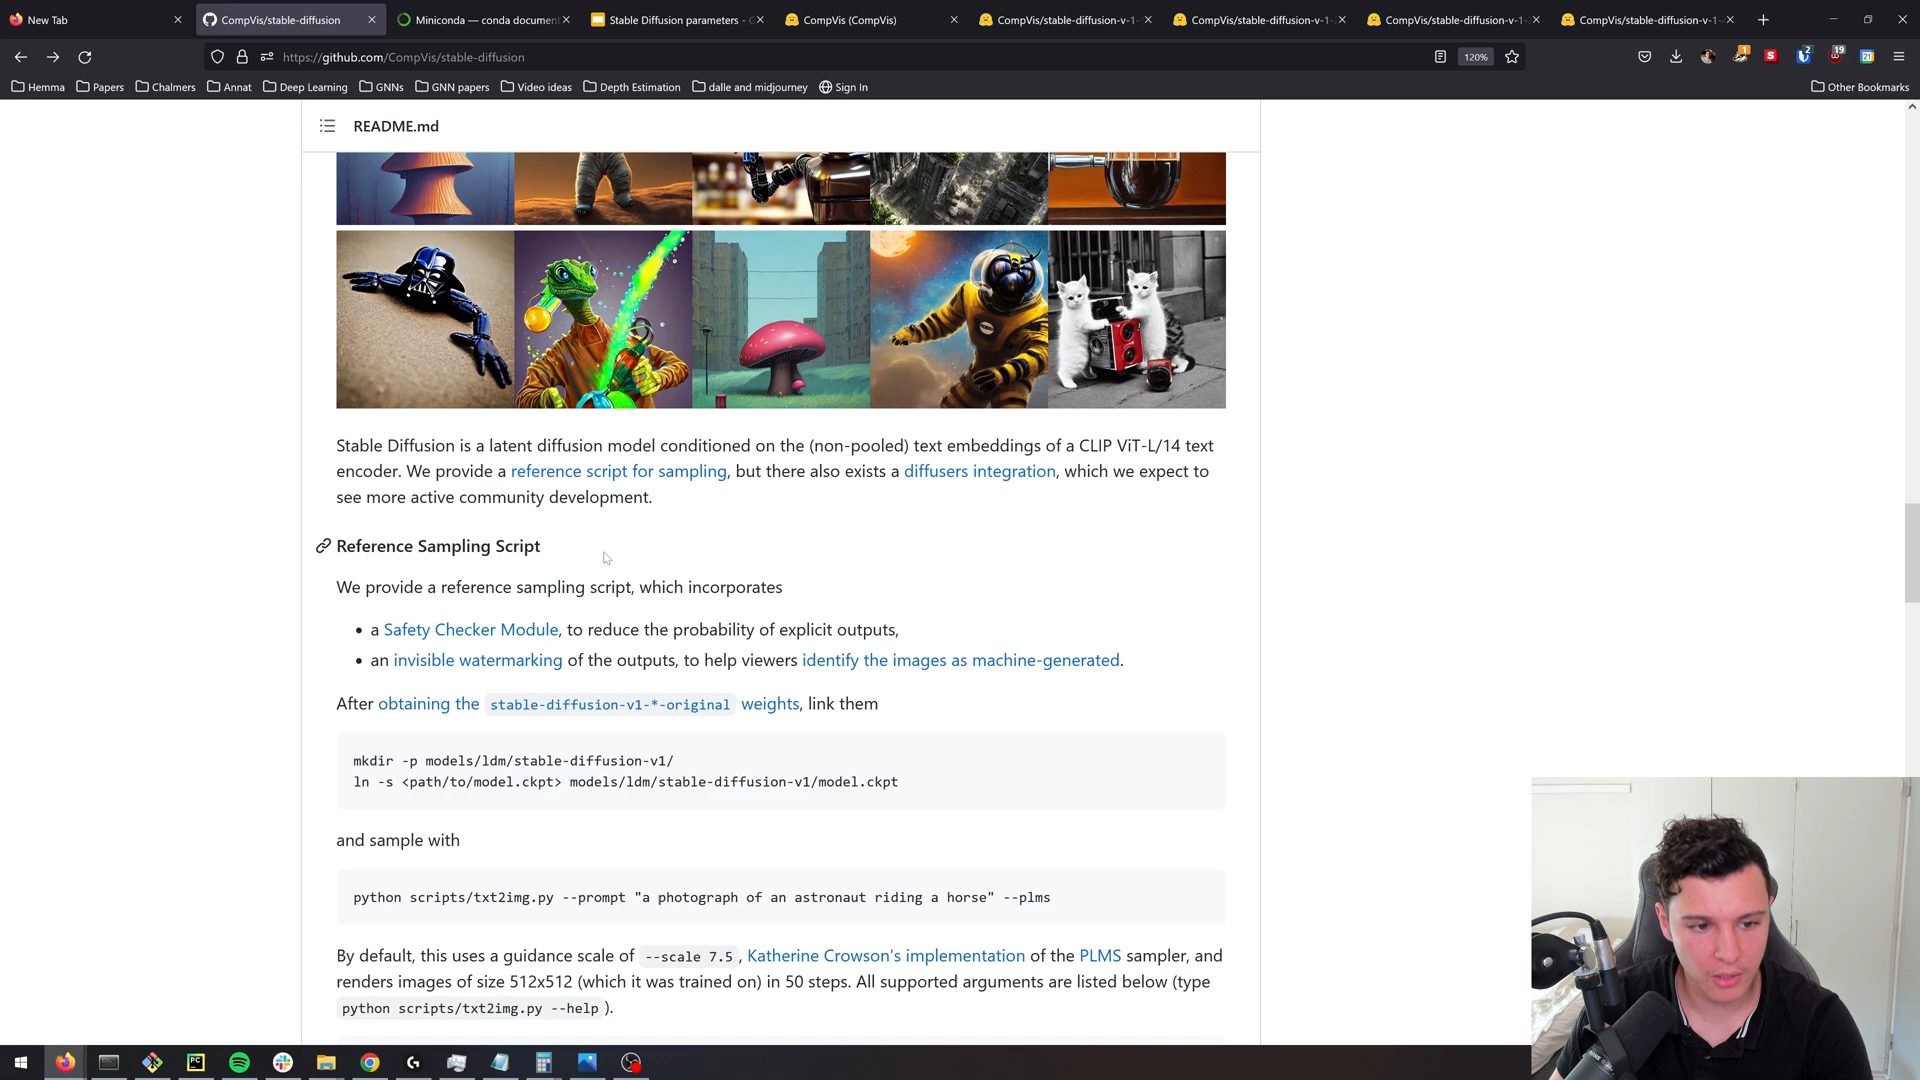 New Tab
CompVis/stable-diffusion
Miniconda — conda document
Stable Diffusion parameters - G
CompVis (CompVis)
CompVis/stable-diffusion-v-1-
CompVis/stable-diffusion-v-1-
CompVis/stable-diffusion-v-1-
CompVis/stable-diffusion-v-1-
https://github.com/CompVis/stable-diffusion
120%
1
2
19
21
Hemma
Papers
Chalmers
Annat
Deep Learning
GNNs
GNN papers
Video ideas
Depth Estimation
dalle and midjourney
Sign In
Other Bookmarks
README.md
Stable Diffusion is a latent diffusion model conditioned on the (non-pooled) text embeddings of a CLIP ViT-L/14 text
encoder. We provide a reference script for sampling, but there also exists a diffusers integration, which we expect to
see more active community development.
Reference Sampling Script
We provide a reference sampling script, which incorporates
• a Safety Checker Module, to reduce the probability of explicit outputs,
• an invisible watermarking of the outputs, to help viewers identify the images as machine-generated.
After obtaining the stable-diffusion-v1-*-original weights, link them
mkdir -p models/ldm/stable-diffusion-v1/
ln -s <path/to/model.ckpt> models/ldm/stable-diffusion-v1/model.ckpt
and sample with
python scripts/txt2img.py --prompt "a photograph of an astronaut riding a horse" --plms
By default, this uses a guidance scale of --scale 7.5, Katherine Crowson's implementation of the PLMS sampler, and
renders images of size 512x512 (which it was trained on) in 50 steps. All supported arguments are listed below (type
python scripts/txt2img.py --help).